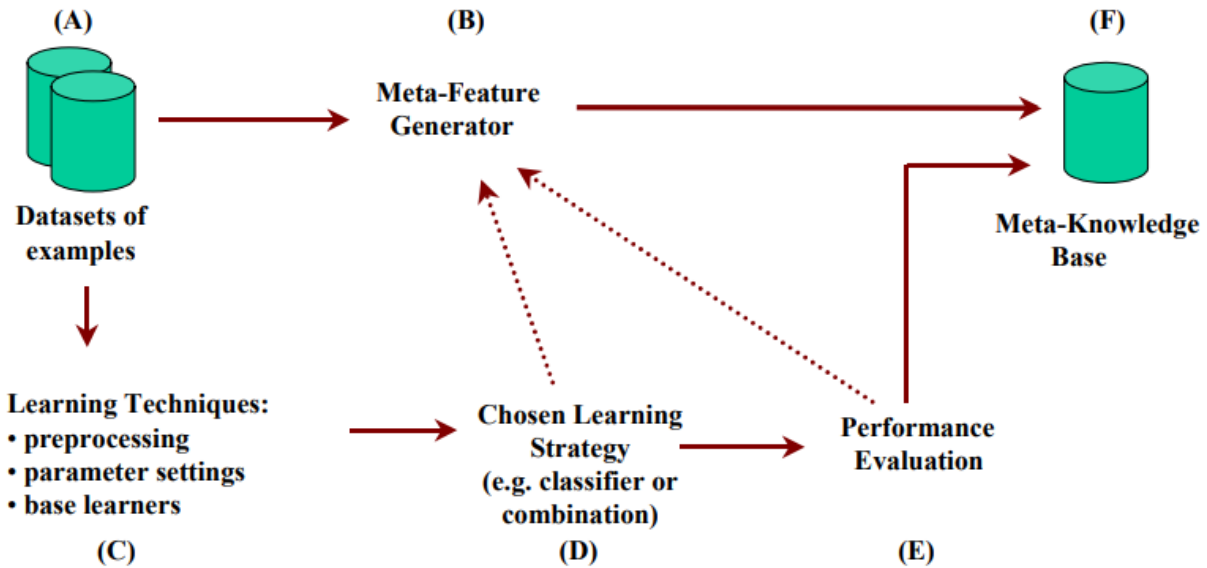 (A)
(B)
(F)
Meta-Feature
Generator
Datasets of
examples
Meta-Knowledge
Base
Learning Techniques:
• preprocessing
• parameter settings
• base learners
Chosen Learning
Strategy
(e.g. classifier or
combination)
Performance
Evaluation
(C)
(D)
(E)